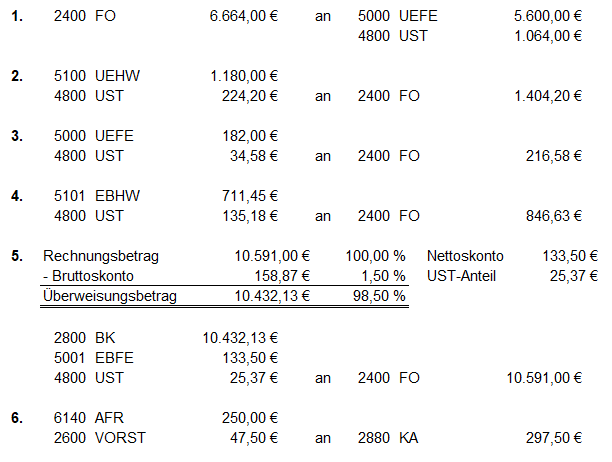 1. 2400 FO 6.664,00 € an 5000 UEFE 5.600,00 €
4800 UST 1.064,00 €
2. 5100 UEHW 1.180,00 €
4800 UST 224,20 € an 2400 FO 1.404,20 €
3. 5000 UEFE 182,00 €
4800 UST 34,58 € an 2400 FO 216,58 €
4. 5101 EBHW 711,45 €
4800 UST 135,18 € an 2400 FO 846,63 €
5. Rechnungsbetrag 10.591,00 € 100,00 % Nettoskonto 133,50 €
- Bruttoskonto 158,87 € 1,50 % UST-Anteil 25,37 €
Überweisungsbetrag 10.432,13 € 98,50 %
2800 BK 10.432,13 €
5001 EBFE 133,50 €
4800 UST 25,37 € an 2400 FO 10.591,00 €
6. 6140 AFR 250,00 €
2600 VORST 47,50 € an 2880 KA 297,50 €